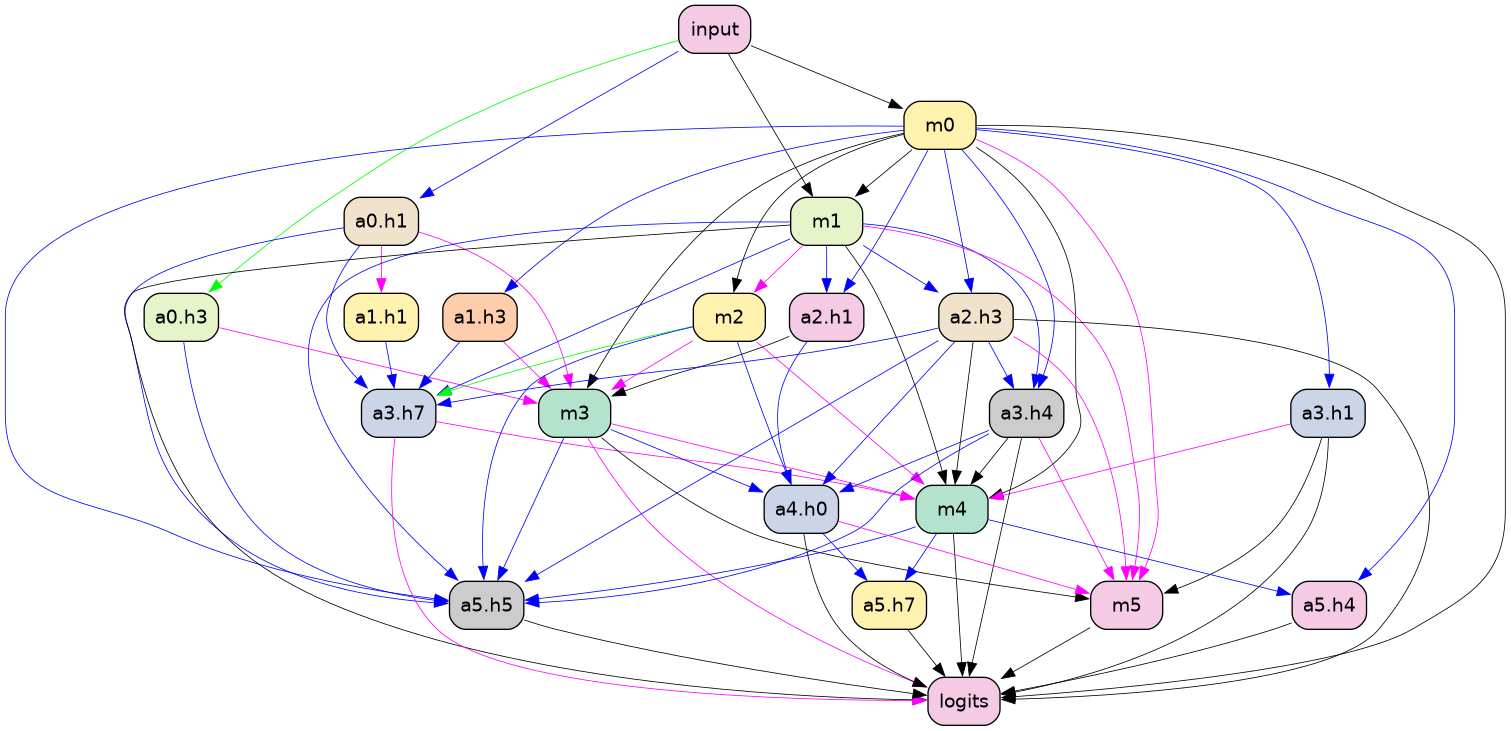 input
m0
a0.h1
m1
a0.h3
a1.h1
a1.h3
m2
a2.h1
a2.h3
a3.h7
m3
a3.h4
a3.h1
a4.h0
m4
a5.h5
a5.h7
m5
a5.h4
logits